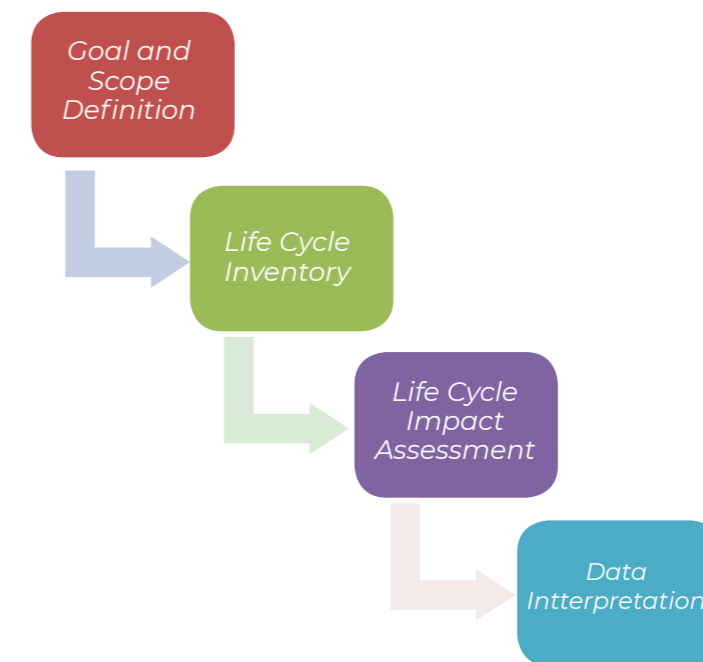 Goal and
Scope
Definition
Life Cycle
Inventory
Life Cycle
Impact
Assessment
Data
Intterpretation